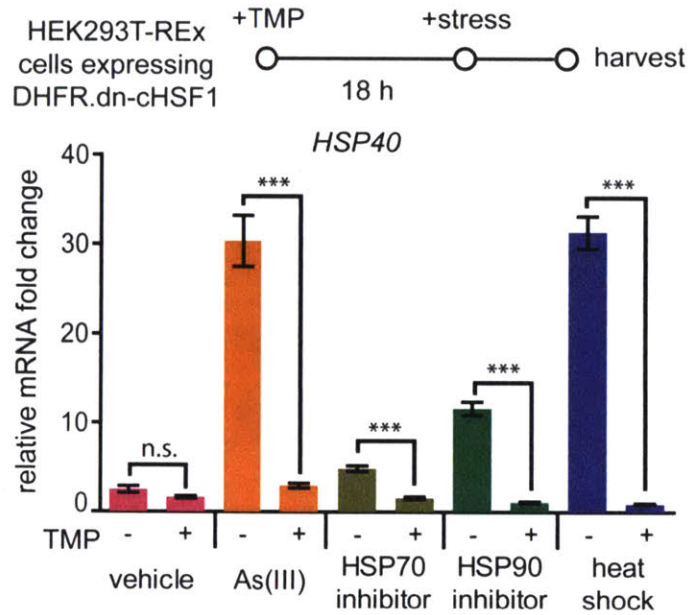 HEK293T-REx
cells expressing
DHFR.dn-cHSF1
+TMP
+stress
harvest
18 h
HSP40
relative mRNA fold change
40
30
20
10
0
n.s.
***
***
***
***
TMP - + - + - + - + - +
vehicle
As(III)
HSP70
inhibitor
HSP90
inhibitor
heat
shock